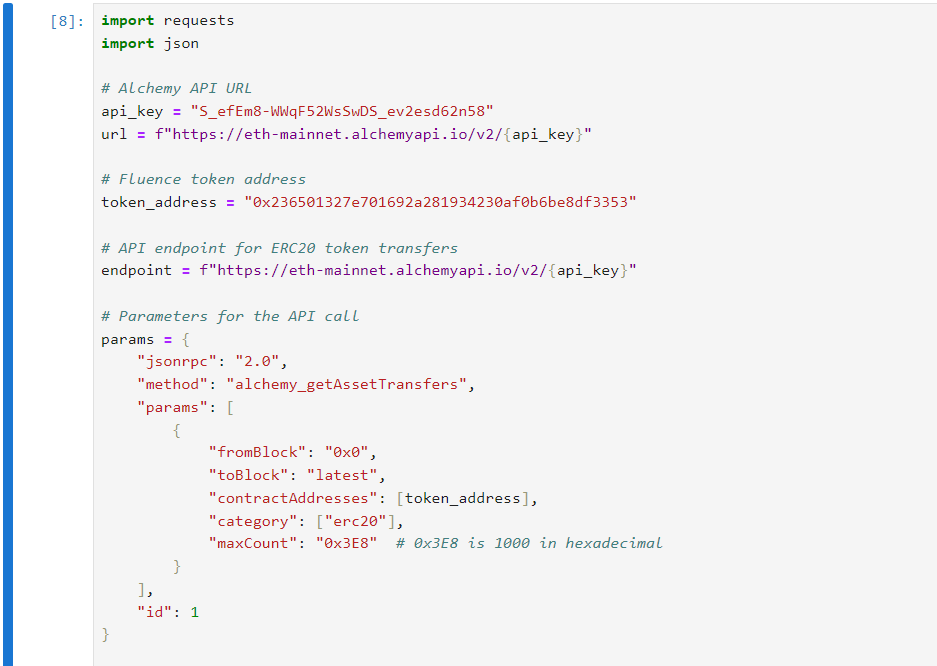 [8]: import requests
import json

# Alchemy API URL
api_key = "S_efEm8-WWqF52WsSwDS_ev2esd62n58"
url = f"https://eth-mainnet.alchemyapi.io/v2/{api_key}"

# Fluence token address
token_address = "0x236501327e701692a281934230af0b6be8df3353"

# API endpoint for ERC20 token transfers
endpoint = f"https://eth-mainnet.alchemyapi.io/v2/{api_key}"

# Parameters for the API call
params = {
    "jsonrpc": "2.0",
    "method": "alchemy_getAssetTransfers",
    "params": [
        {
            "fromBlock": "0x0",
            "toBlock": "latest",
            "contractAddresses": [token_address],
            "category": ["erc20"],
            "maxCount": "0x3E8"  # 0x3E8 is 1000 in hexadecimal
        }
    ],
    "id": 1
}